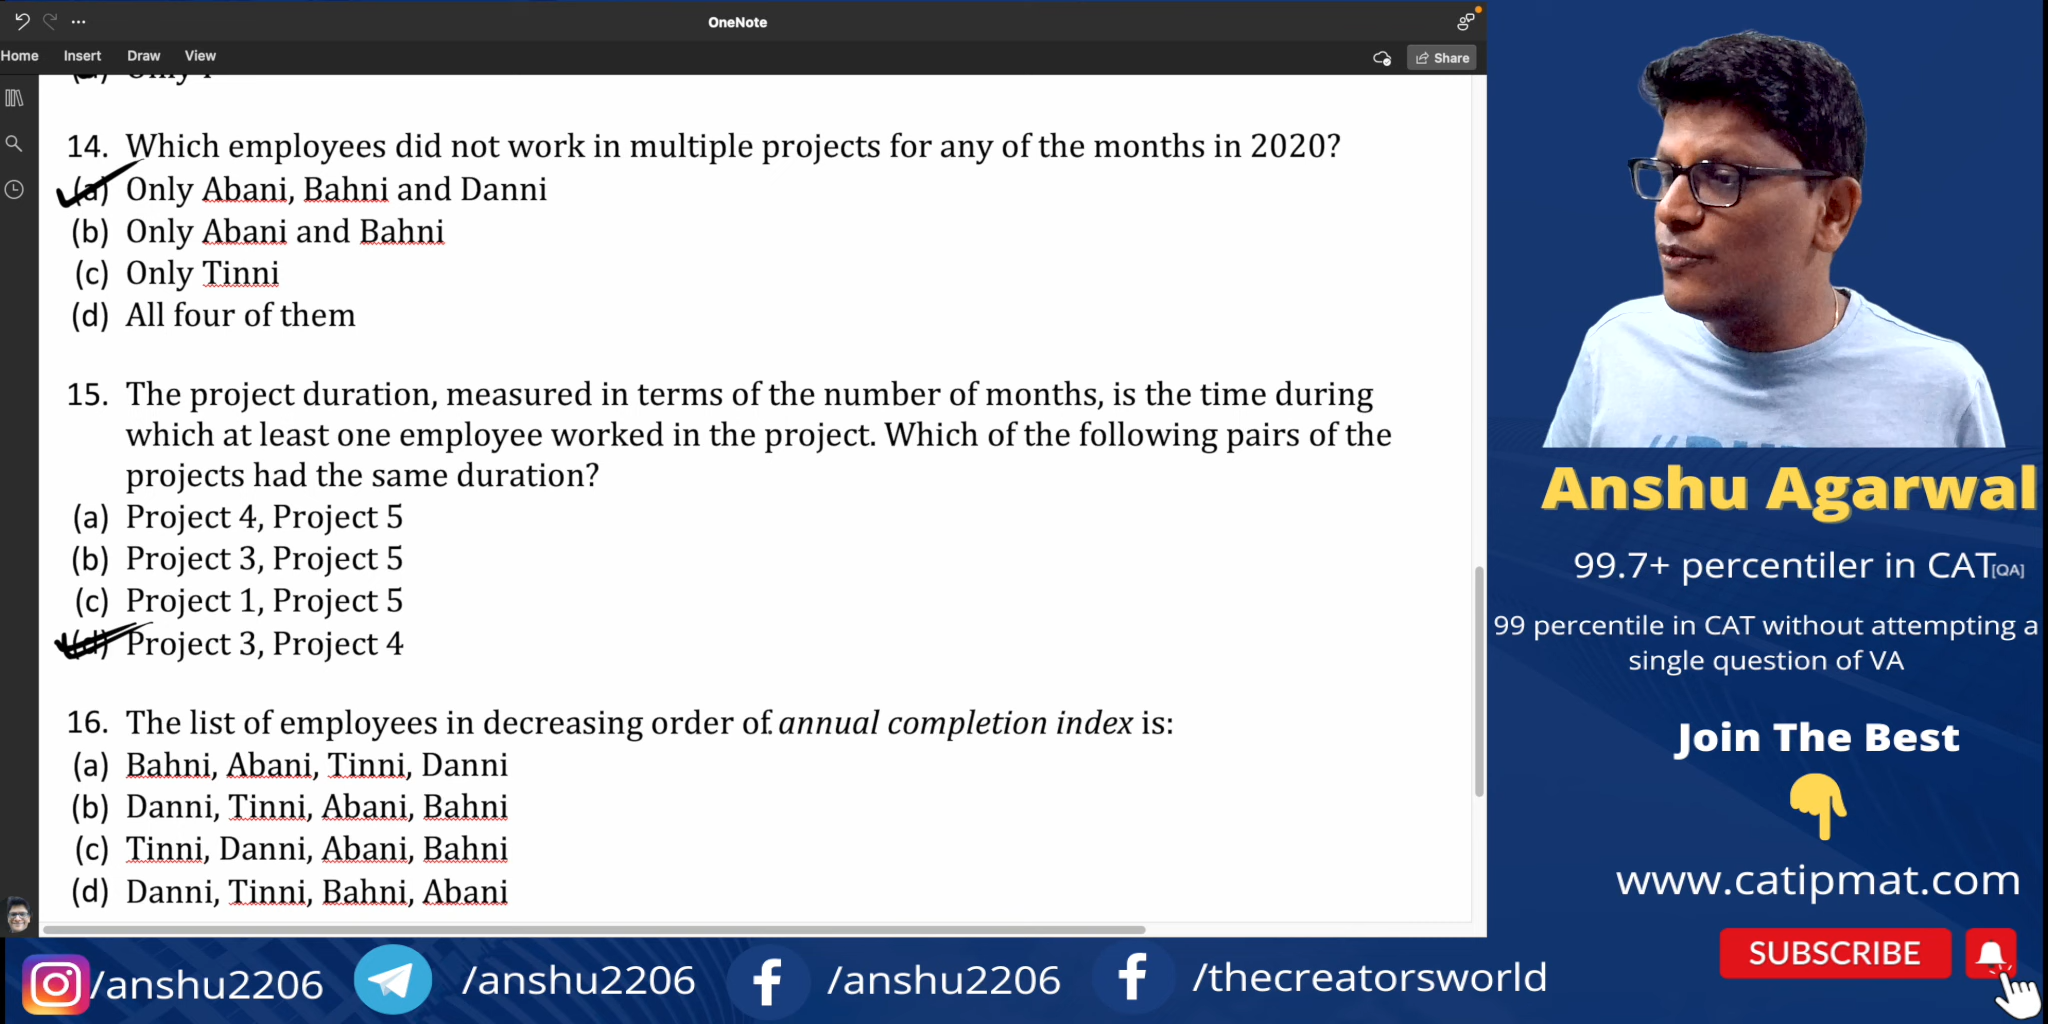 OneNote
Home Insert Draw View
Share
14. Which employees did not work in multiple projects for any of the months in 2020?
(a) Only Abani, Bahni and Danni
(b) Only Abani and Bahni
(c) Only Tinni
(d) All four of them
15. The project duration, measured in terms of the number of months, is the time during
which at least one employee worked in the project. Which of the following pairs of the
projects had the same duration?
(a) Project 4, Project 5
(b) Project 3, Project 5
(c) Project 1, Project 5
(d) Project 3, Project 4
16. The list of employees in decreasing order of annual completion index is:
(a) Bahni, Abani, Tinni, Danni
(b) Danni, Tinni, Abani, Bahni
(c) Tinni, Danni, Abani, Bahni
(d) Danni, Tinni, Bahni, Abani
Anshu Agarwal
99.7+ percentiler in CAT[QA]
99 percentile in CAT without attempting a
single question of VA
Join The Best
www.catipmat.com
SUBSCRIBE
/anshu2206 /anshu2206 /anshu2206 /thecreatorsworld